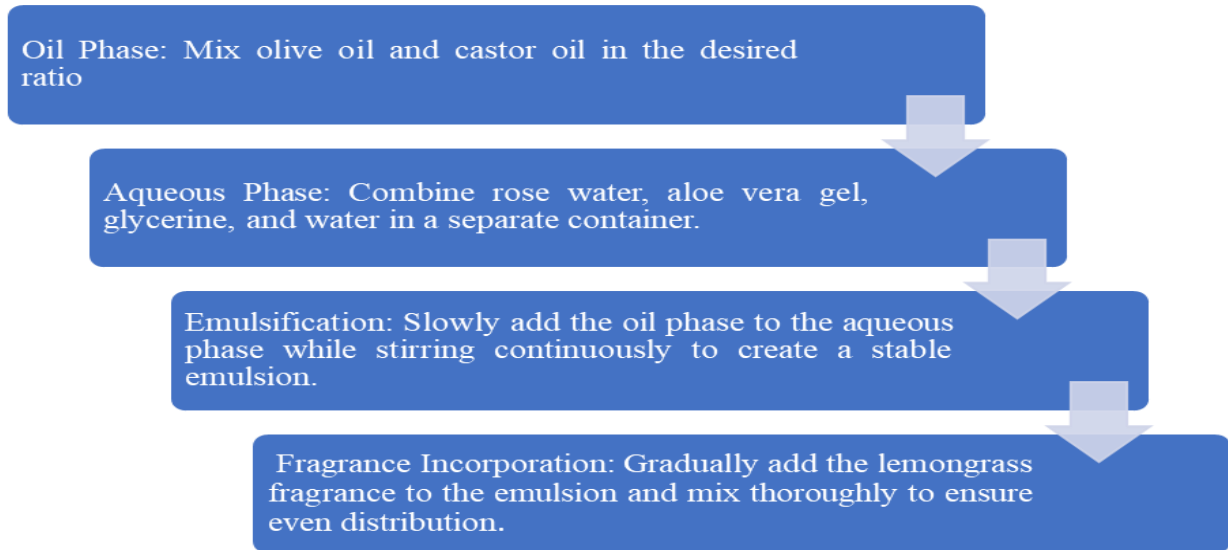 Oil Phase: Mix olive oil and castor oil in the desired
ratio
Aqueous Phase: Combine rose water, aloe vera gel,
glycerine, and water in a separate container.
Emulsification: Slowly add the oil phase to the aqueous
phase while stirring continuously to create a stable
emulsion.
Fragrance Incorporation: Gradually add the lemongrass
fragrance to the emulsion and mix thoroughly to ensure
even distribution.